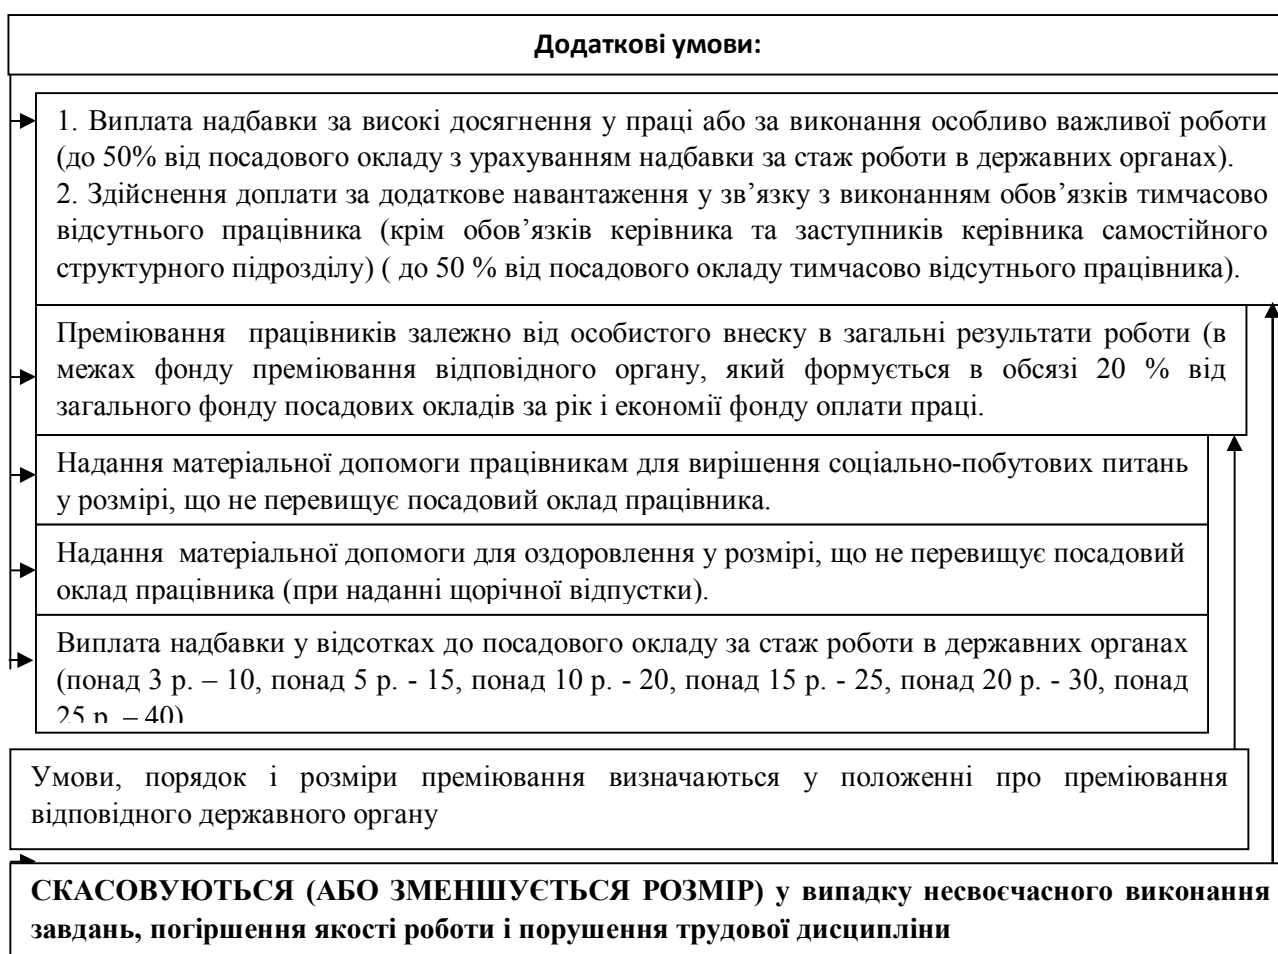 Додаткові умови:
1. Виплата надбавки за високі досягнення у праці або за виконання особливо важливої роботи
(до 50% від посадового окладу з урахуванням надбавки за стаж роботи в державних органах).
2. Здійснення доплати за додаткове навантаження у зв’язку з виконанням обов’язків тимчасово
відсутнього працівника (крім обов’язків керівника та заступників керівника самостійного
структурного підрозділу) ( до 50 % від посадового окладу тимчасово відсутнього працівника).
Преміювання працівників залежно від особистого внеску в загальні результати роботи (в
межах фонду преміювання відповідного органу, який формується в обсязі 20 % від
загального фонду посадових окладів за рік і економії фонду оплати праці.
Надання матеріальної допомоги працівникам для вирішення соціально-побутових питань
у розмірі, що не перевищує посадовий оклад працівника.
Надання матеріальної допомоги для оздоровлення у розмірі, що не перевищує посадовий
оклад працівника (при наданні щорічної відпустки).
Виплата надбавки у відсотках до посадового окладу за стаж роботи в державних органах
(понад 3 р. – 10, понад 5 р. - 15, понад 10 р. - 20, понад 15 р. - 25, понад 20 р. - 30, понад
25 р. – 40)
Умови, порядок і розміри преміювання визначаються у положенні про преміювання
відповідного державного органу
СКАСОВУЮТЬСЯ (АБО ЗМЕНШУЄТЬСЯ РОЗМІР) у випадку несвоєчасного виконання
завдань, погіршення якості роботи і порушення трудової дисципліни